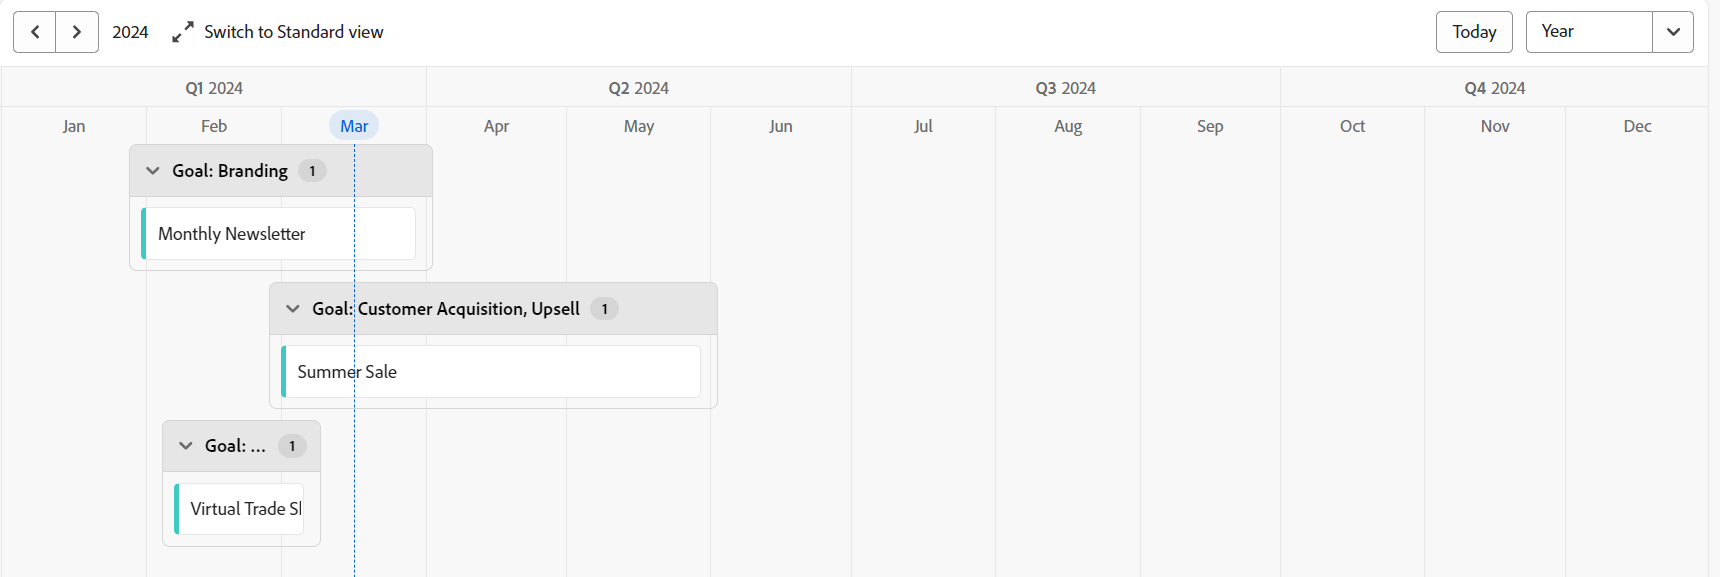 2024 Switch to Standard view Today Year
Q1 2024 Q2 2024 Q3 2024 Q4 2024
Jan Feb Mar Apr May Jun Jul Aug Sep Oct Nov Dec
Goal: Branding 1
Monthly Newsletter
Goal: Customer Acquisition, Upsell 1
Summer Sale
Goal: ... 1
Virtual Trade